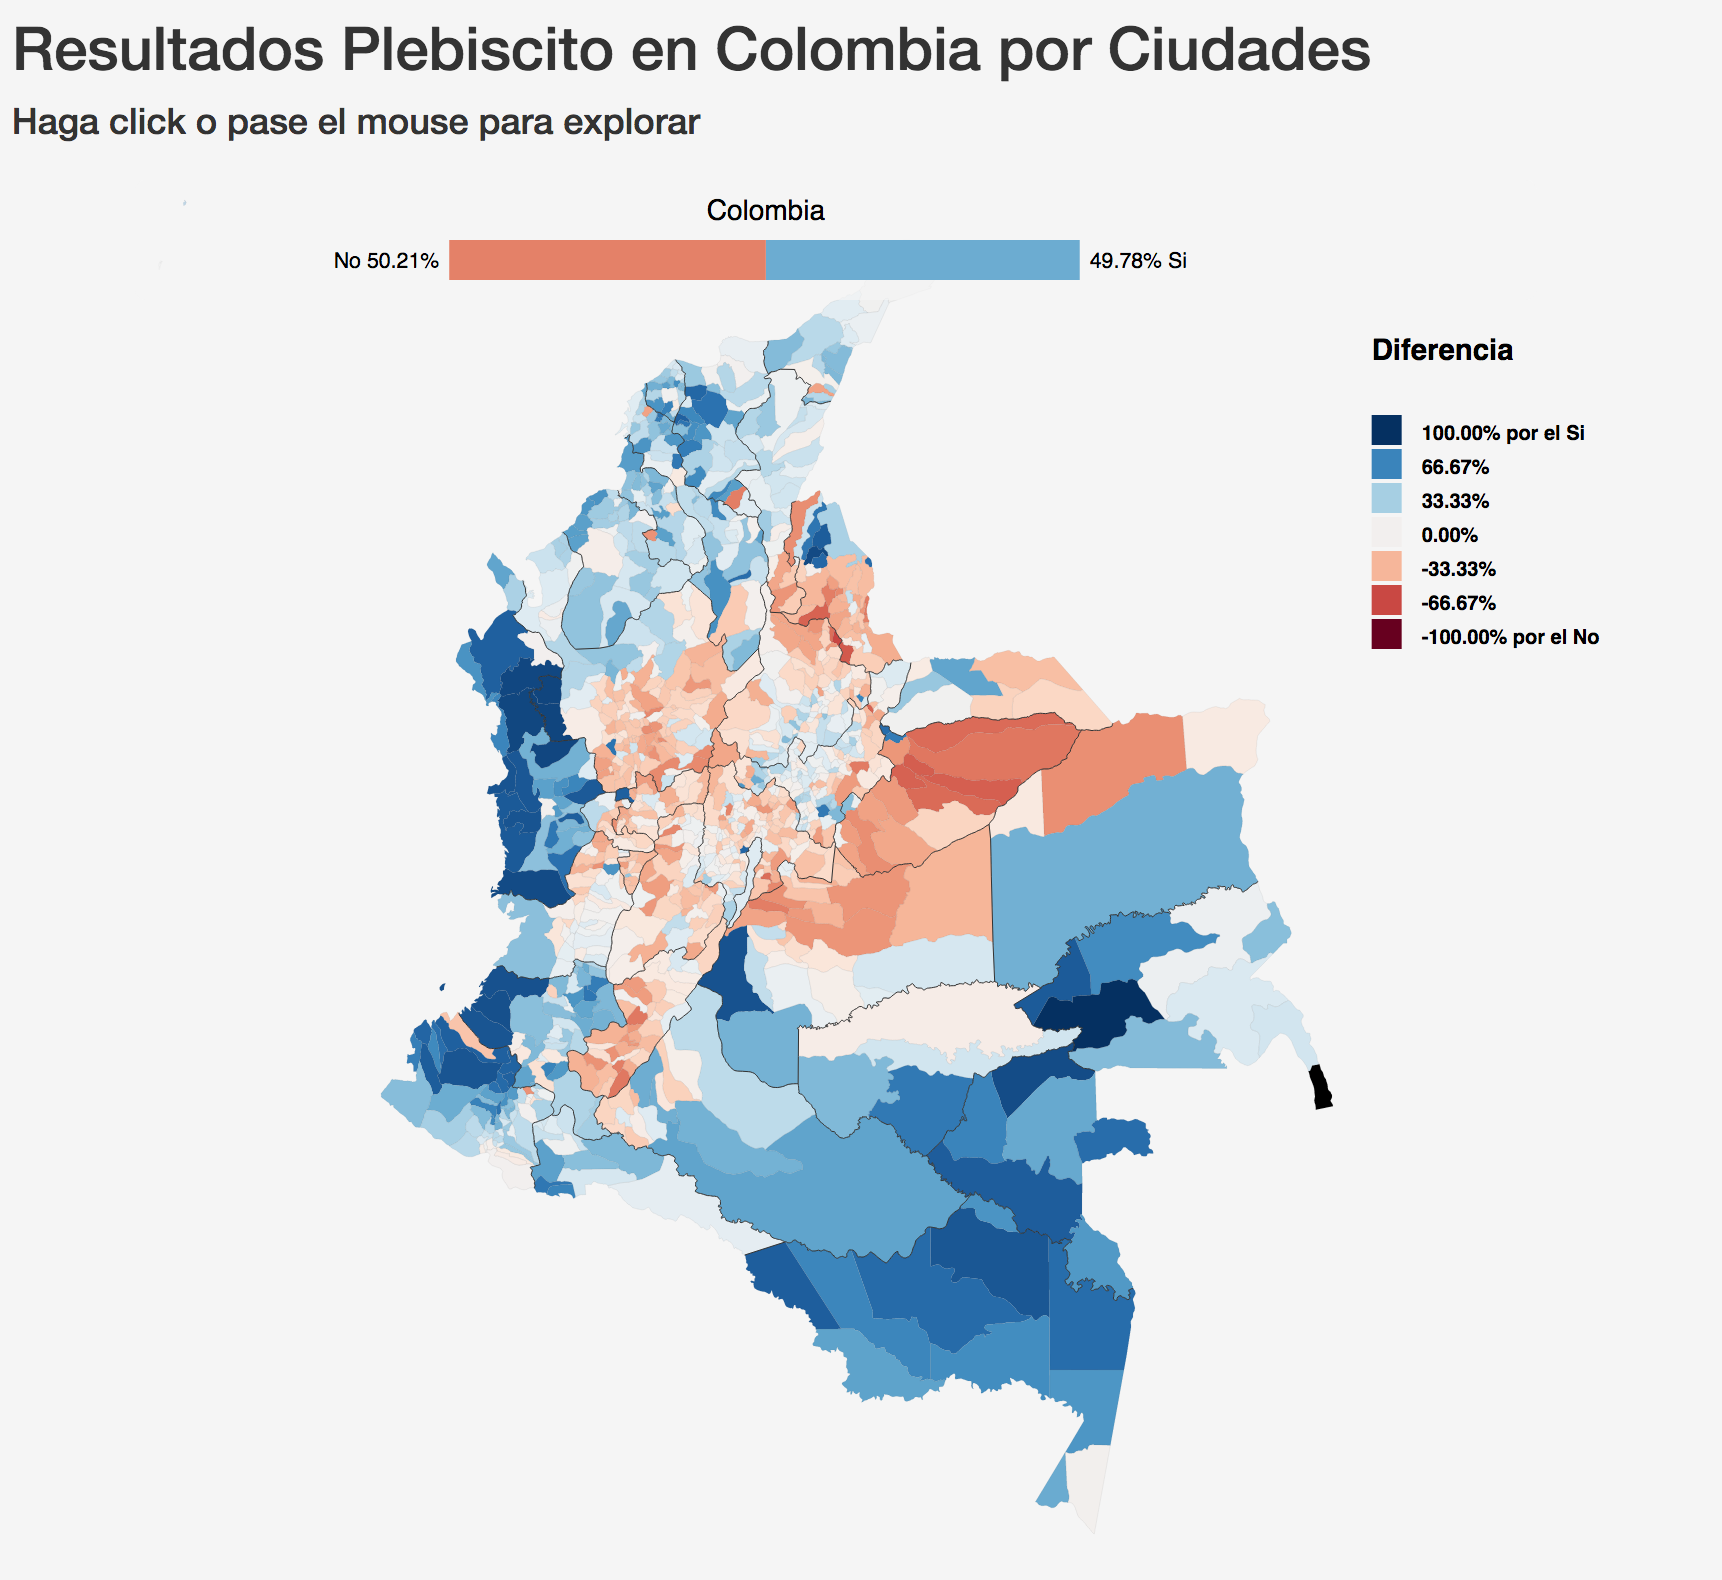 Resultados Plebiscito en Colombia por Ciudades
Haga click o pase el mouse para explorar
Colombia
No 50.21%
49.78% Si
Diferencia
100.00% por el Si
66.67%
33.33%
0.00%
-33.33%
-66.67%
-100.00% por el No